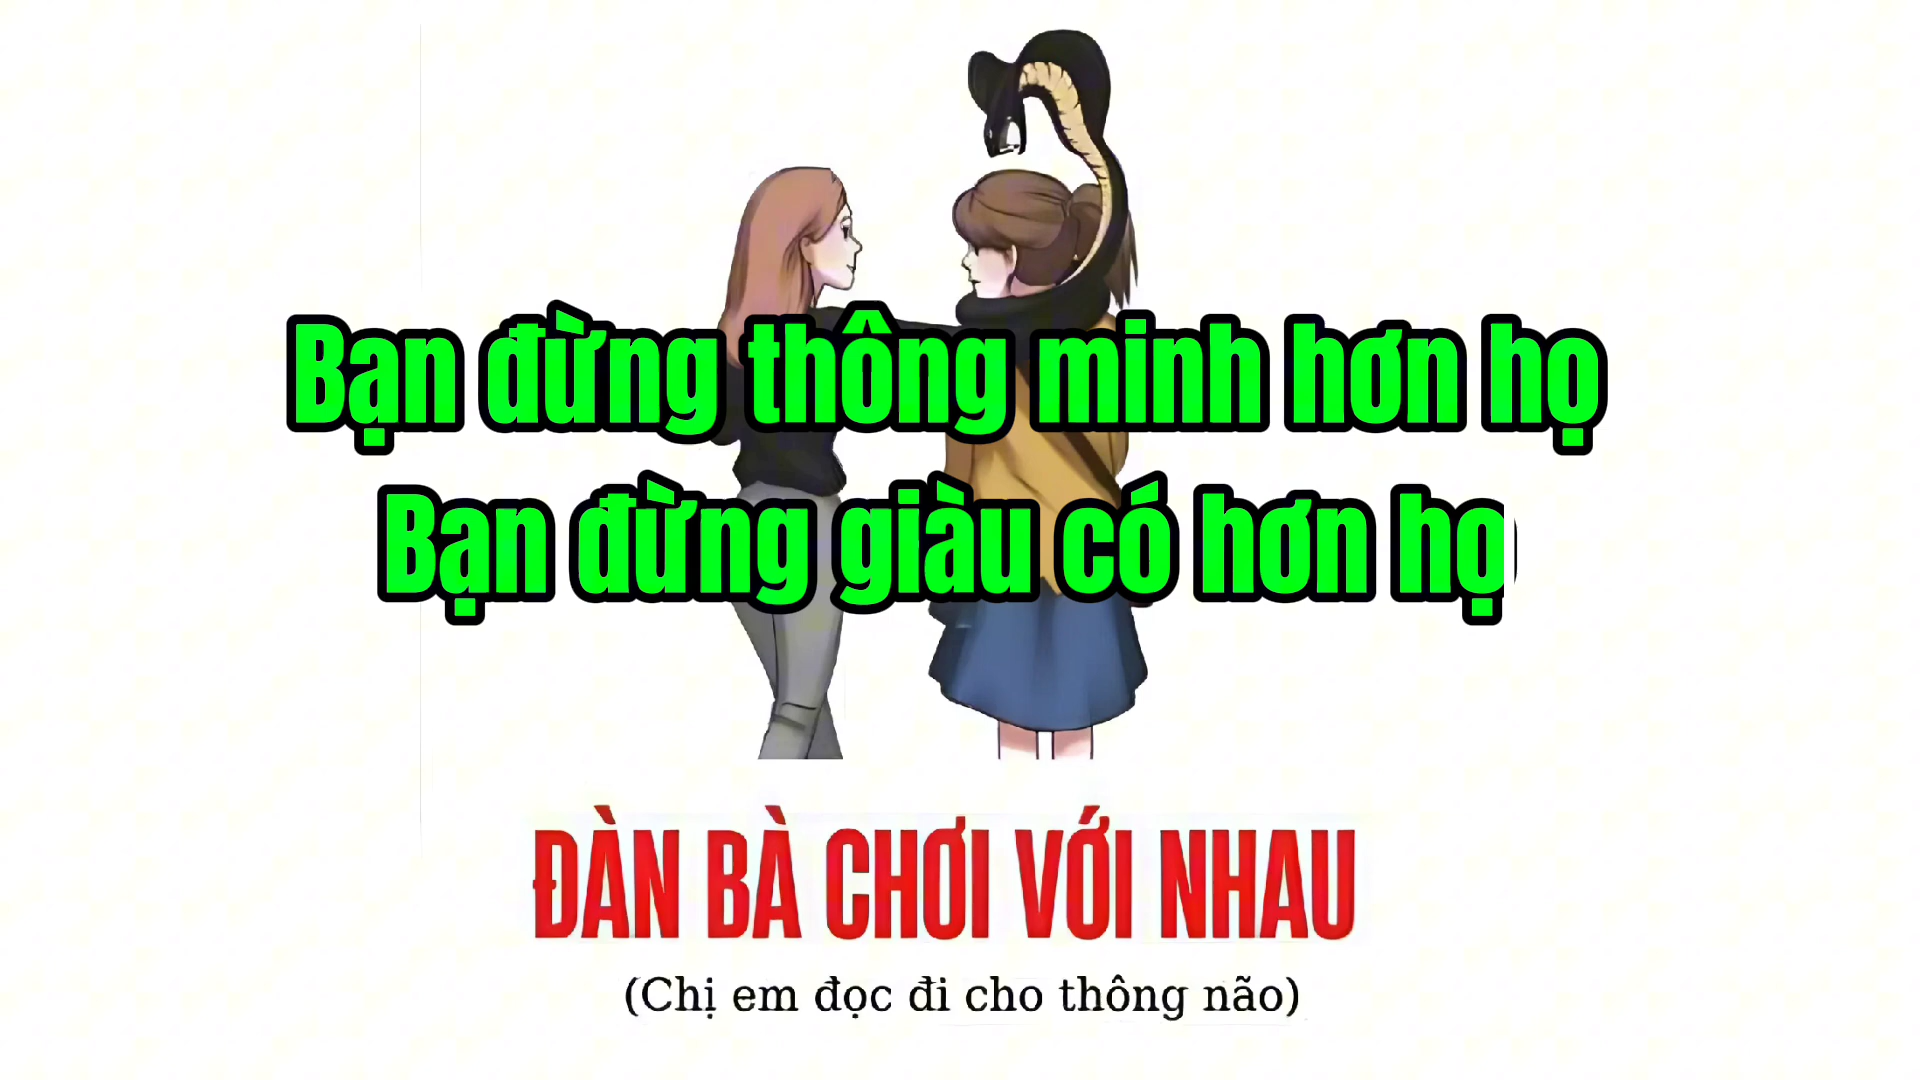 Bạn đừng thông minh hơn họ
Bạn đừng giàu có hơn họ
ĐÀN BÀ CHƠI VỚI NHAU
(Chị em đọc đi cho thông não)